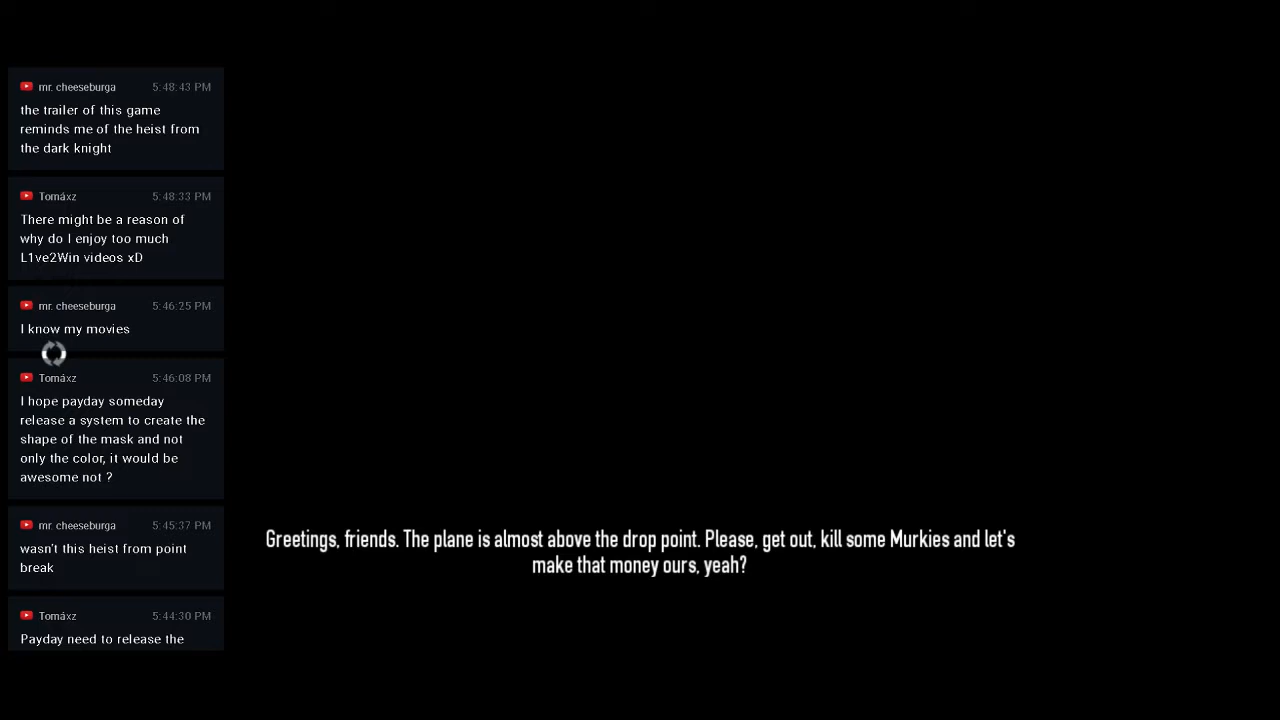 mr. cheeseburga 5:48:43 PM
the trailer of this game
reminds me of the heist from
the dark knight
Tomáxz 5:48:33 PM
There might be a reason of
why do I enjoy too much
L1ve2Win videos xD
mr. cheeseburga 5:46:25 PM
I know my movies
Tomáxz 5:46:08 PM
I hope payday someday
release a system to create the
shape of the mask and not
only the color, it would be
awesome not ?
mr. cheeseburga 5:45:37 PM
wasn't this heist from point
break
Tomáxz 5:44:30 PM
Payday need to release the
Greetings, friends. The plane is almost above the drop point. Please, get out, kill some Murkies and let's
make that money ours, yeah?